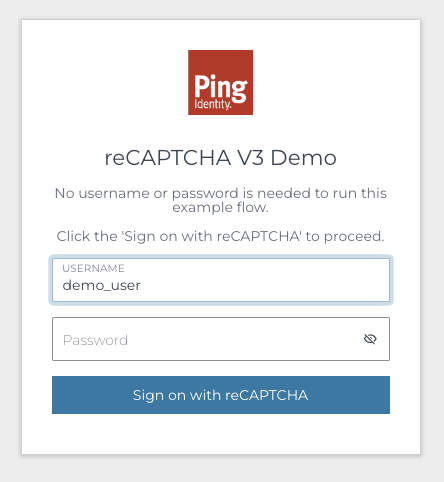 Ping
Identity.
reCAPTCHA V3 Demo
No username or password is needed to run this
example flow.
Click the 'Sign on with reCAPTCHA' to proceed.
USERNAME
demo_user
Password
Sign on with reCAPTCHA